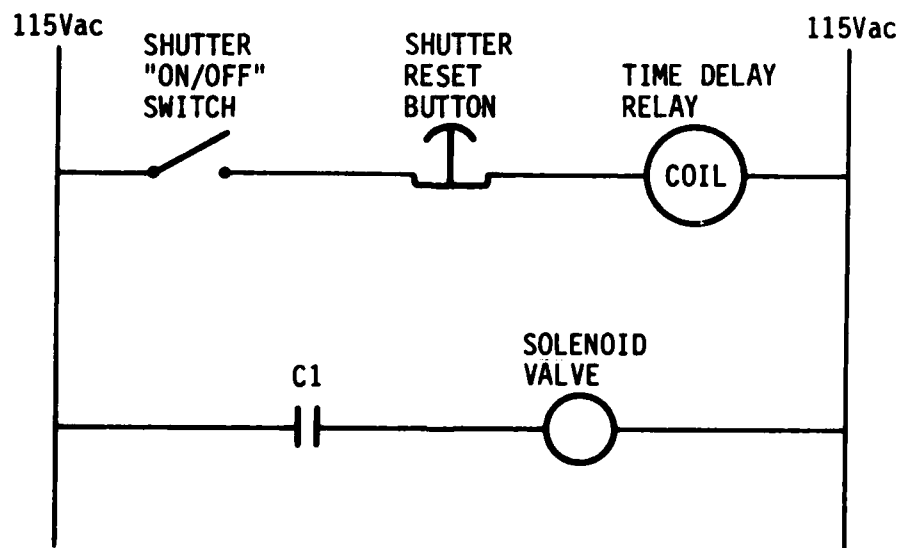 115Vac
115Vac
SHUTTER
"ON/OFF"
SWITCH
SHUTTER
RESET
BUTTON
TIME DELAY
RELAY
COIL
C1
SOLENOID
VALVE